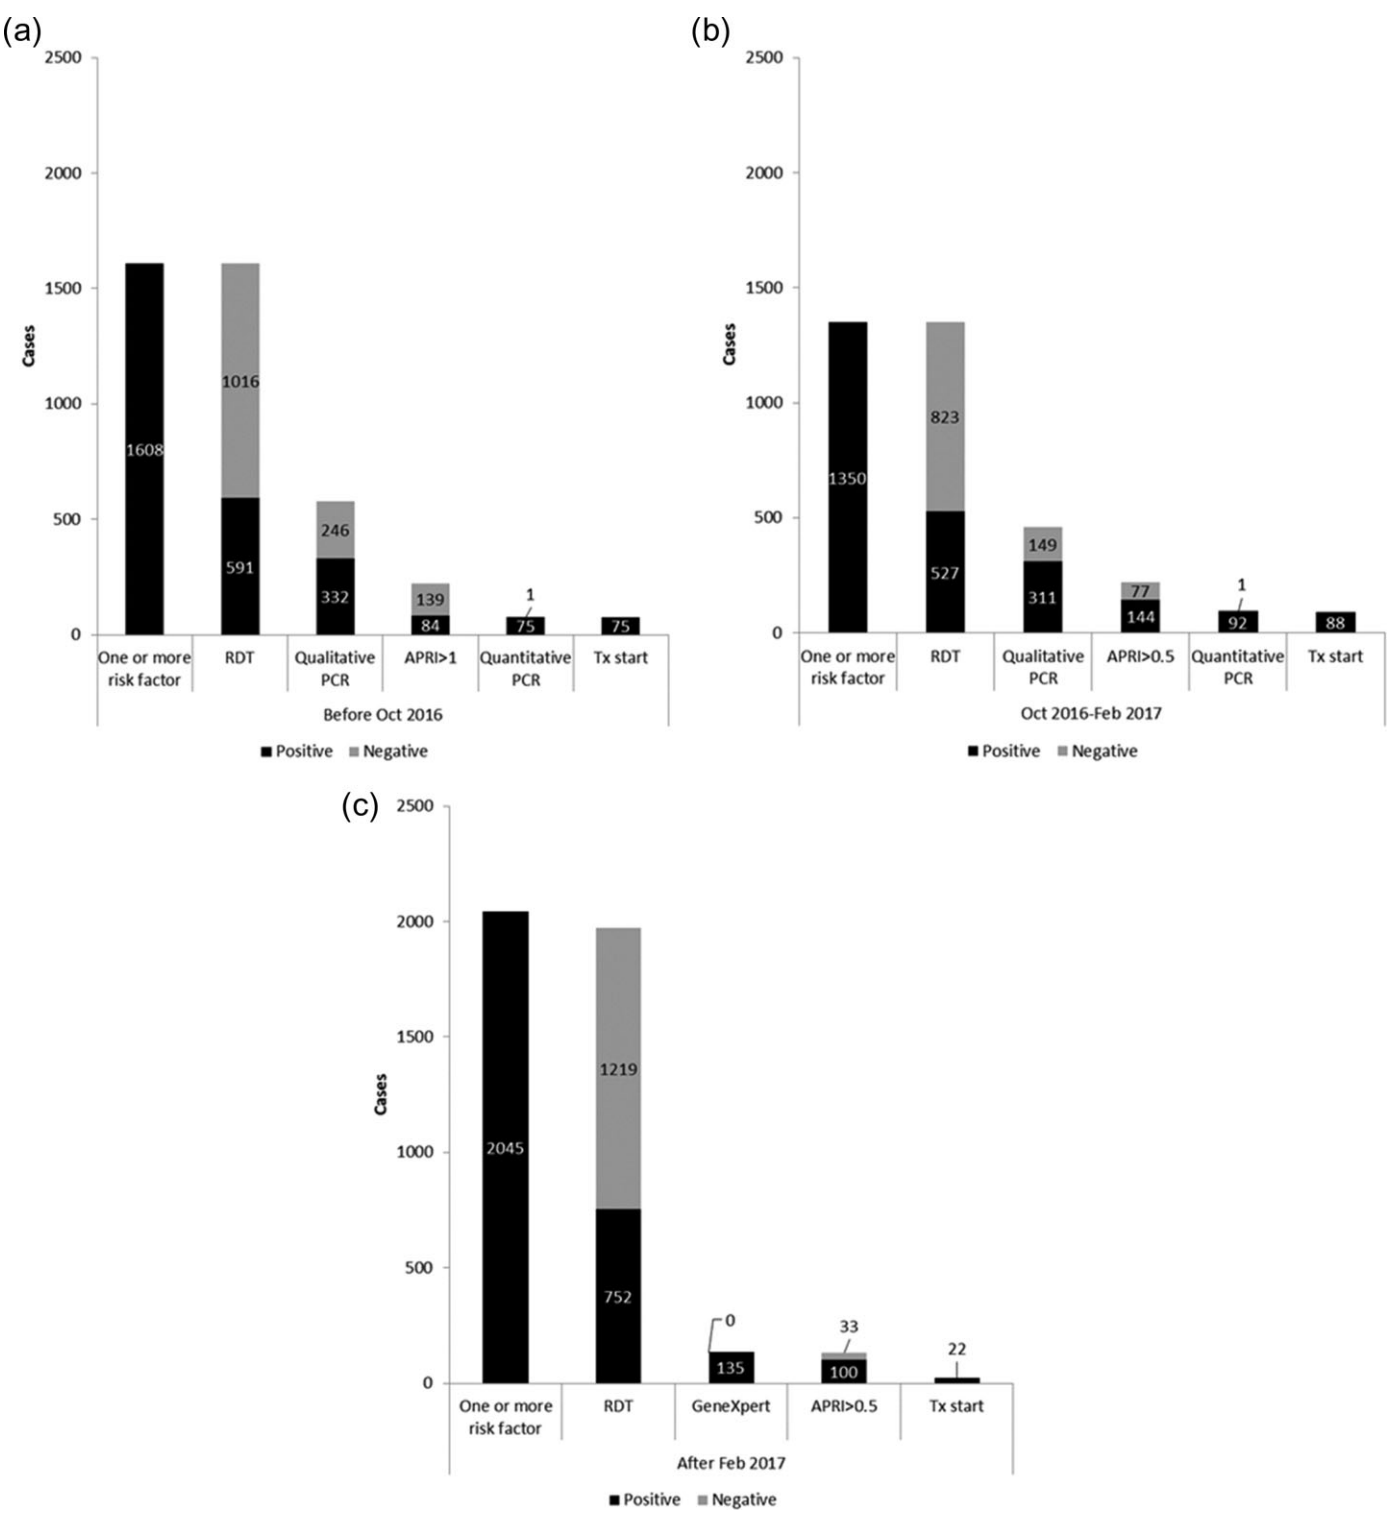 (a)
2500
2000
1500
1000
500
0
Cases
1608
1016
591
246
332
139
84
1
75
75
One or more risk factor
RDT
Qualitative PCR
APRI>1
Quantitative PCR
Tx start
Before Oct 2016
Positive Negative
(b)
2500
2000
1500
1000
500
0
Cases
1350
823
527
149
311
77
144
1
92
88
One or more risk factor
RDT
Qualitative PCR
APRI>0.5
Quantitative PCR
Tx start
Oct 2016-Feb 2017
Positive Negative
(c)
2500
2000
1500
1000
500
0
Cases
2045
1219
752
0
135
33
100
22
One or more risk factor
RDT
GeneXpert
APRI>0.5
Tx start
After Feb 2017
Positive Negative